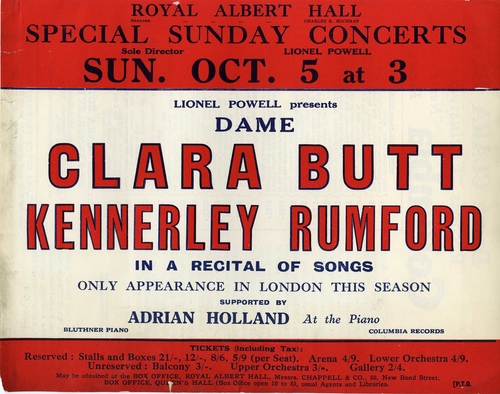 ROYAL ALBERT HALL
Manager CHARLES B. COCHRAN
SPECIAL SUNDAY CONCERTS
Sole Director LIONEL POWELL
SUN. OCT. 5 at 3
LIONEL POWELL presents
DAME
CLARA BUTT
KENNERLEY RUMFORD
IN A RECITAL OF SONGS
ONLY APPEARANCE IN LONDON THIS SEASON
SUPPORTED BY
ADRIAN HOLLAND At the Piano
BLUTHNER PIANO COLUMBIA RECORDS
TICKETS (including Tax):
Reserved: Stalls and Boxes 21/-, 12/-, 8/6, 5/9 (per Seat). Arena 4/9. Lower Orchestra 4/9.
Unreserved: Balcony 3/-. Upper Orchestra 3/-. Gallery 2/4.
May be obtained at the BOX OFFICE, ROYAL ALBERT HALL, Messrs. CHAPPELL & CO., 50, New Bond Street,
BOX OFFICE, QUEEN'S HALL (Box Office open 10 to 6), usual Agents and Libraries. [P.T.O.